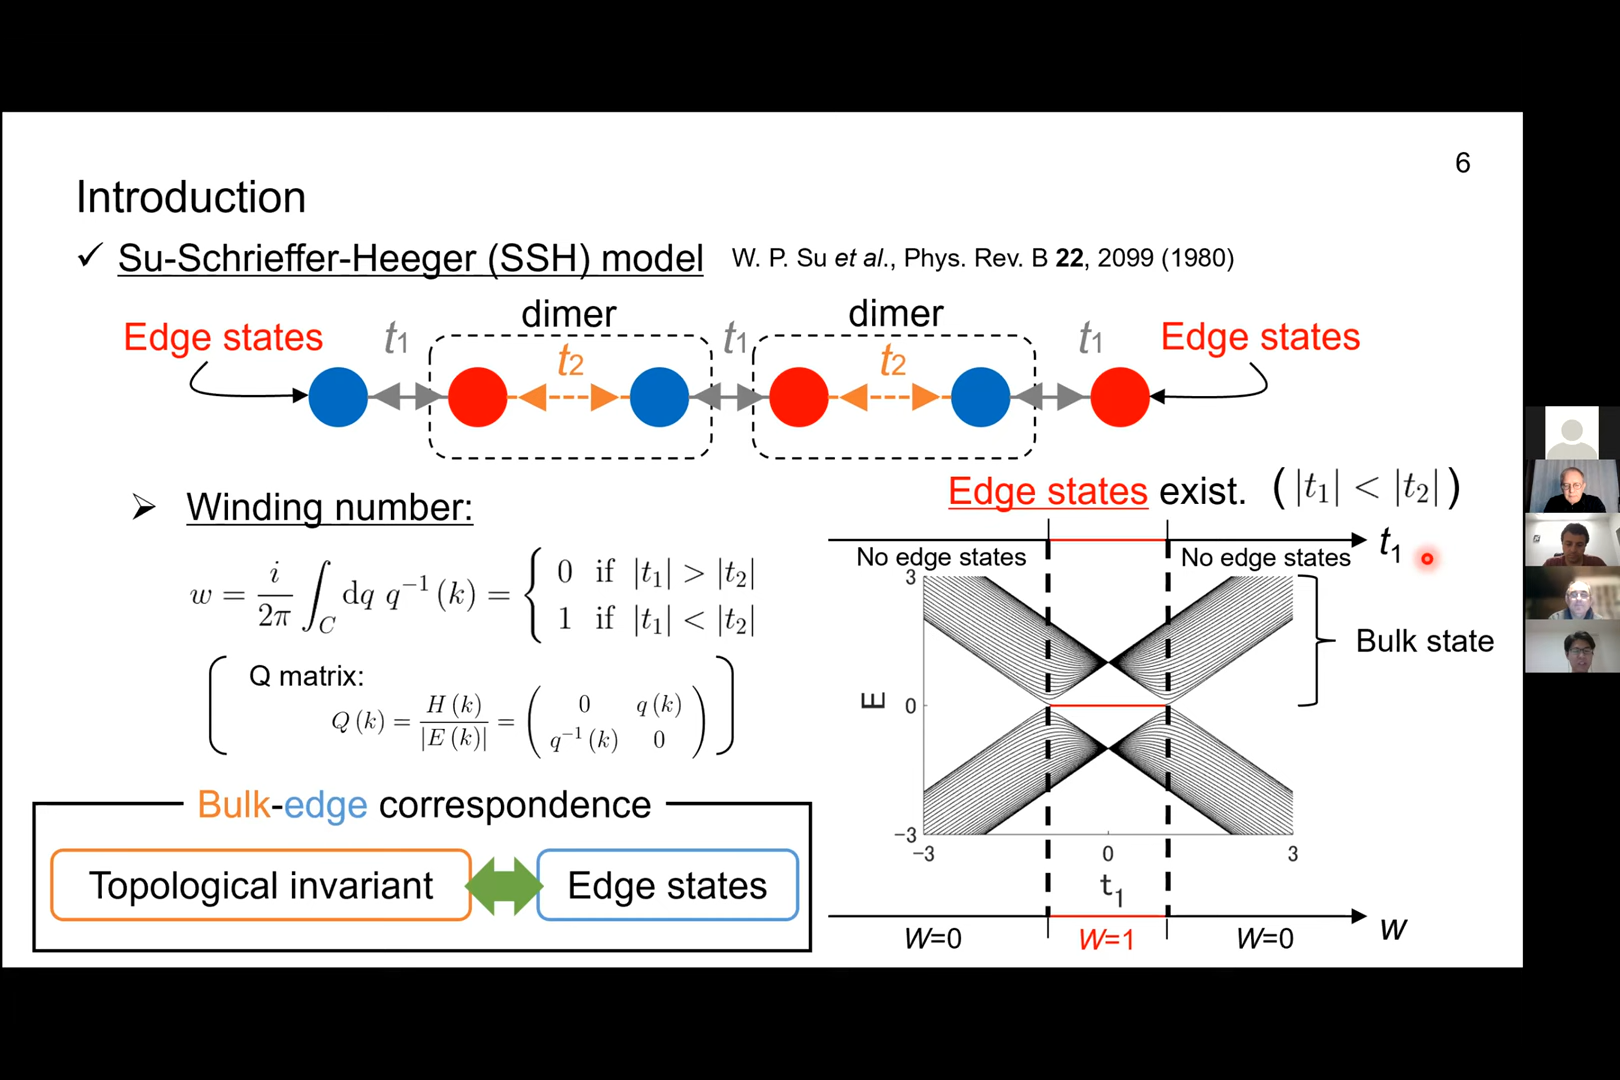 6
Introduction
✓ Su-Schrieffer-Heeger (SSH) model W. P. Su et al., Phys. Rev. B 22, 2099 (1980)
dimer dimer
Edge states t1 t2 t1 t2 t1 Edge states
Edge states exist. (|t1| < |t2|)
➢ Winding number:
t1
No edge states No edge states
w = i/2π ∫C dq q⁻¹(k) = { 0 if |t1| > |t2|
1 if |t1| < |t2|
Q matrix:
Q(k) = H(k)/|E(k)| = ( 0 q(k)
q⁻¹(k) 0 )
3
E 0
−3
−3 0 3
t1
Bulk state
w
W=0 W=1 W=0
Bulk-edge correspondence
Topological invariant Edge states